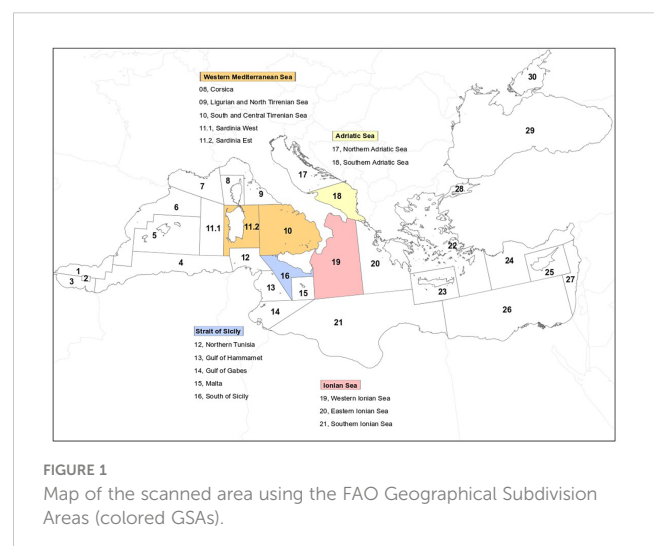 30
Western Mediterranean Sea
08, Corsica
09, Ligurian and North Tirrenian Sea
10, South and Central Tirrenian Sea
11.1, Sardinia West
11.2, Sardinia Est
29
Adriatic Sea
17, Northern Adriatic Sea
18, Southern Adriatic Sea
17
7
8
9
18
28
6
5
11.1
11.2
10
22
24
12
19
20
25
4
1
2
3
16
13
15
23
27
14
26
21
Strait of Sicily
12, Northern Tunisia
13, Gulf of Hammamet
14, Gulf of Gabes
15, Malta
16, South of Sicily
Ionian Sea
19, Western Ionian Sea
20, Eastern Ionian Sea
21, Southern Ionian Sea
FIGURE 1
Map of the scanned area using the FAO Geographical Subdivision
Areas (colored GSAs).